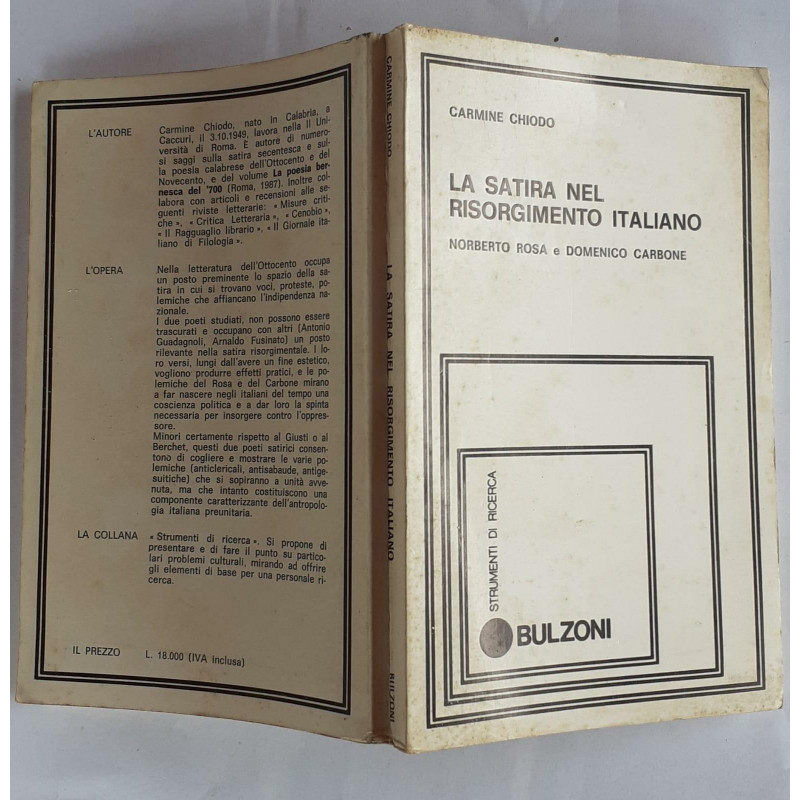 L'AUTORE
Carmine Chiodo, nato in Calabria, a
Caccuri, il 3.10.1949, lavora nella II Uni-
versità di Roma. È autore di numero-
si saggi sulla satira secentesca e sul-
la poesia calabrese dell'Ottocento e del
Novecento, e del volume La poesia ber-
nesca del '700 (Roma, 1987). Inoltre col-
labora con articoli e recensioni alle se-
guenti riviste letterarie: « Misure criti-
che », « Critica Letteraria », « Cenobio »,
« Il Ragguaglio librario », « Il Giornale ita-
liano di Filologia ».
L'OPERA
Nella letteratura dell'Ottocento occupa
un posto preminente lo spazio della sa-
tira in cui si trovano voci, proteste, po-
lemiche che affiancano l'indipendenza na-
zionale.
I due poeti studiati, non possono essere
trascurati e occupano con altri (Antonio
Guadagnoli, Arnaldo Fusinato) un posto
rilevante nella satira risorgimentale. I lo-
ro versi, lungi dall'avere un fine estetico,
vogliono produrre effetti pratici, e le po-
lemiche del Rosa e del Carbone mirano
a far nascere negli italiani del tempo una
coscienza politica e a dar loro la spinta
necessaria per insorgere contro l'oppres-
sore.
Minori certamente rispetto al Giusti o al
Berchet, questi due poeti satirici consen-
tono di cogliere e mostrare le varie po-
lemiche (anticlericali, antisabaude, antige-
suitiche) che si sopiranno a unità avve-
nuta, ma che intanto costituiscono una
componente caratterizzante dell'antropolo-
gia italiana preunitaria.
LA COLLANA
« Strumenti di ricerca ». Si propone di
presentare e di fare il punto su partico-
lari problemi culturali, mirando ad offrire
gli elementi di base per una personale ri-
cerca.
IL PREZZO
L. 18.000 (IVA inclusa)
CARMINE CHIODO
LA SATIRA NEL RISORGIMENTO ITALIANO
BULZONI
CARMINE CHIODO
LA SATIRA NEL
RISORGIMENTO ITALIANO
NORBERTO ROSA e DOMENICO CARBONE
STRUMENTI DI RICERCA
BULZONI